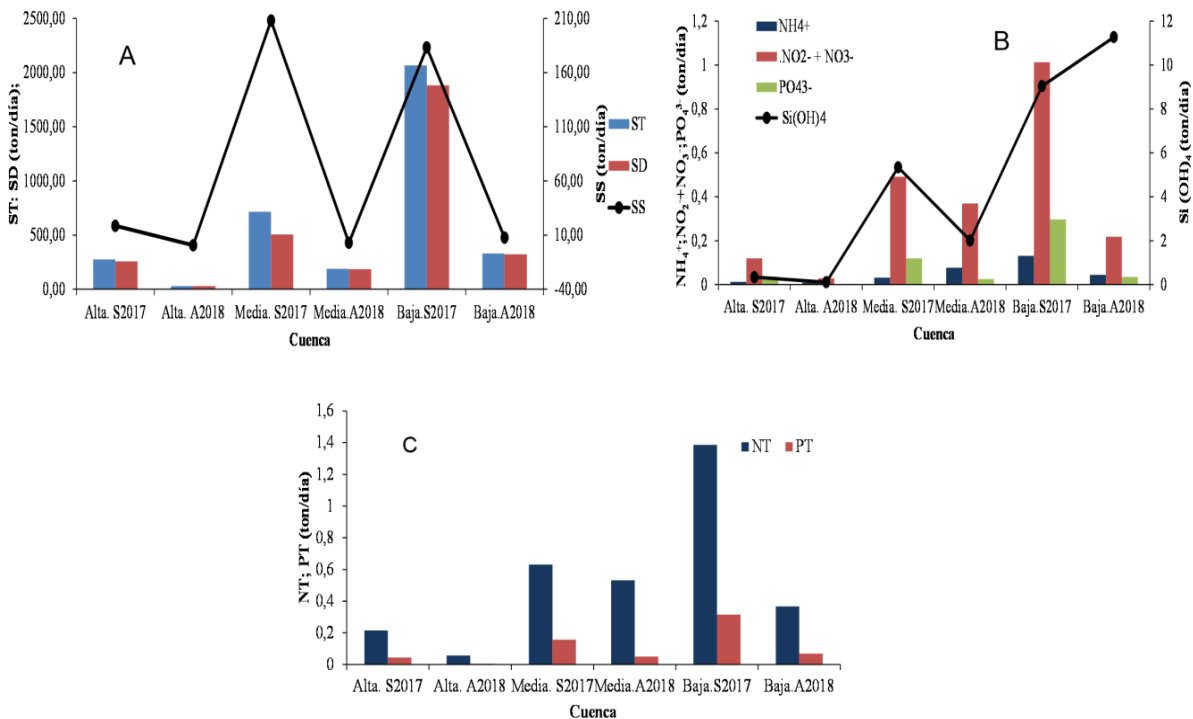 A
ST: SD (ton/día);
2500,00
2000,00
1500,00
1000,00
500,00
0,00
210,00
160,00
110,00
60,00
10,00
-40,00
SS (ton/día)
ST
SD
SS
Alta. S2017
Alta. A2018
Media. S2017
Media.A2018
Baja.S2017
Baja.A2018
Cuenca
B
NH₄⁺;NO₂⁻+NO₃⁻;PO₄³⁻ (ton/día)
1,2
1
0,8
0,6
0,4
0,2
0
12
10
8
6
4
2
0
Si (OH)₄ (ton/día)
NH4+
.NO2- + NO3-
PO43-
Si(OH)4
Alta. S2017
Alta. A2018
Media. S2017
Media.A2018
Baja.S2017
Baja.A2018
Cuenca
C
NT; PT (ton/día)
1,6
1,4
1,2
1
0,8
0,6
0,4
0,2
0
NT
PT
Alta. S2017
Alta. A2018
Media. S2017
Media.A2018
Baja.S2017
Baja.A2018
Cuenca